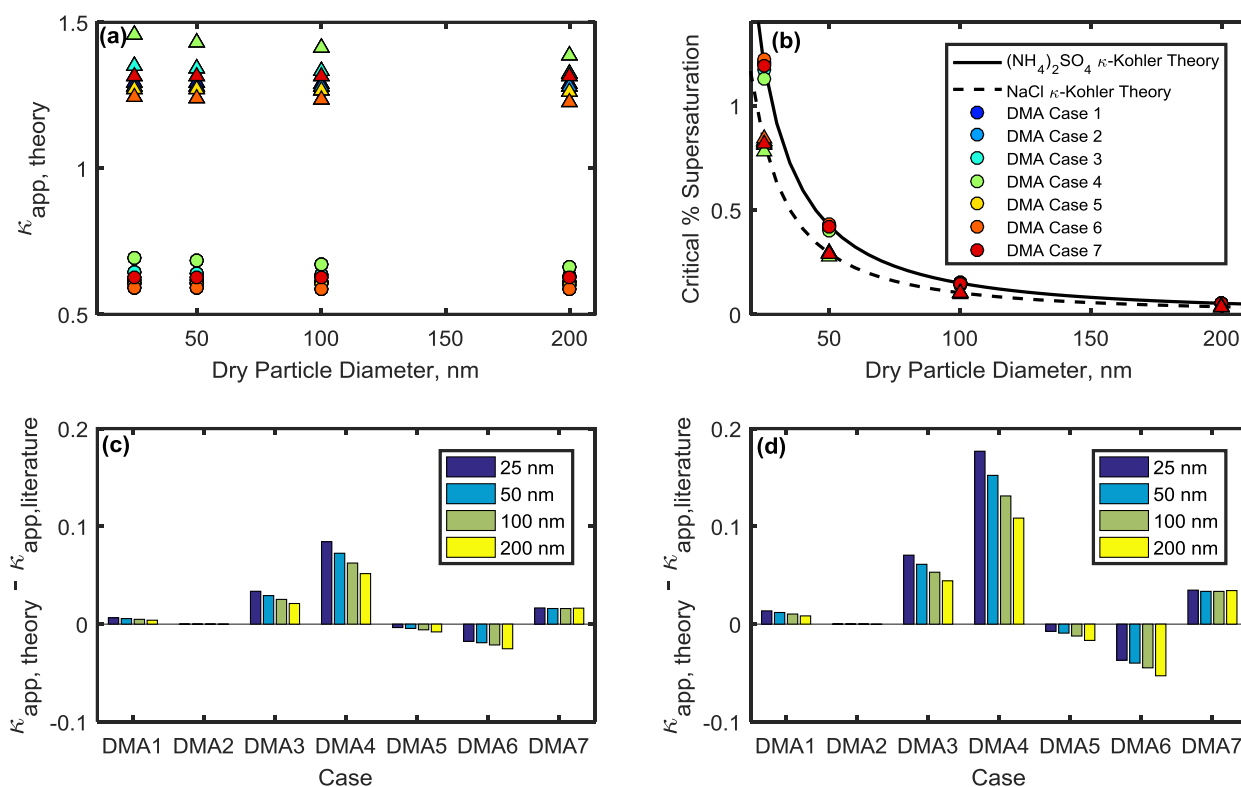 (a)
1.5
1
0.5
50
100
150
200
κapp, theory
Dry Particle Diameter, nm
(b)
1
0.5
0
50
100
150
200
Critical % Supersaturation
Dry Particle Diameter, nm
(NH4)2SO4 κ-Kohler Theory
NaCl κ-Kohler Theory
DMA Case 1
DMA Case 2
DMA Case 3
DMA Case 4
DMA Case 5
DMA Case 6
DMA Case 7
(c)
0.2
0.1
0
-0.1
κapp, theory - κapp,literature
25 nm
50 nm
100 nm
200 nm
DMA1 DMA2 DMA3 DMA4 DMA5 DMA6 DMA7
Case
(d)
0.2
0.1
0
-0.1
κapp, theory - κapp,literature
25 nm
50 nm
100 nm
200 nm
DMA1 DMA2 DMA3 DMA4 DMA5 DMA6 DMA7
Case